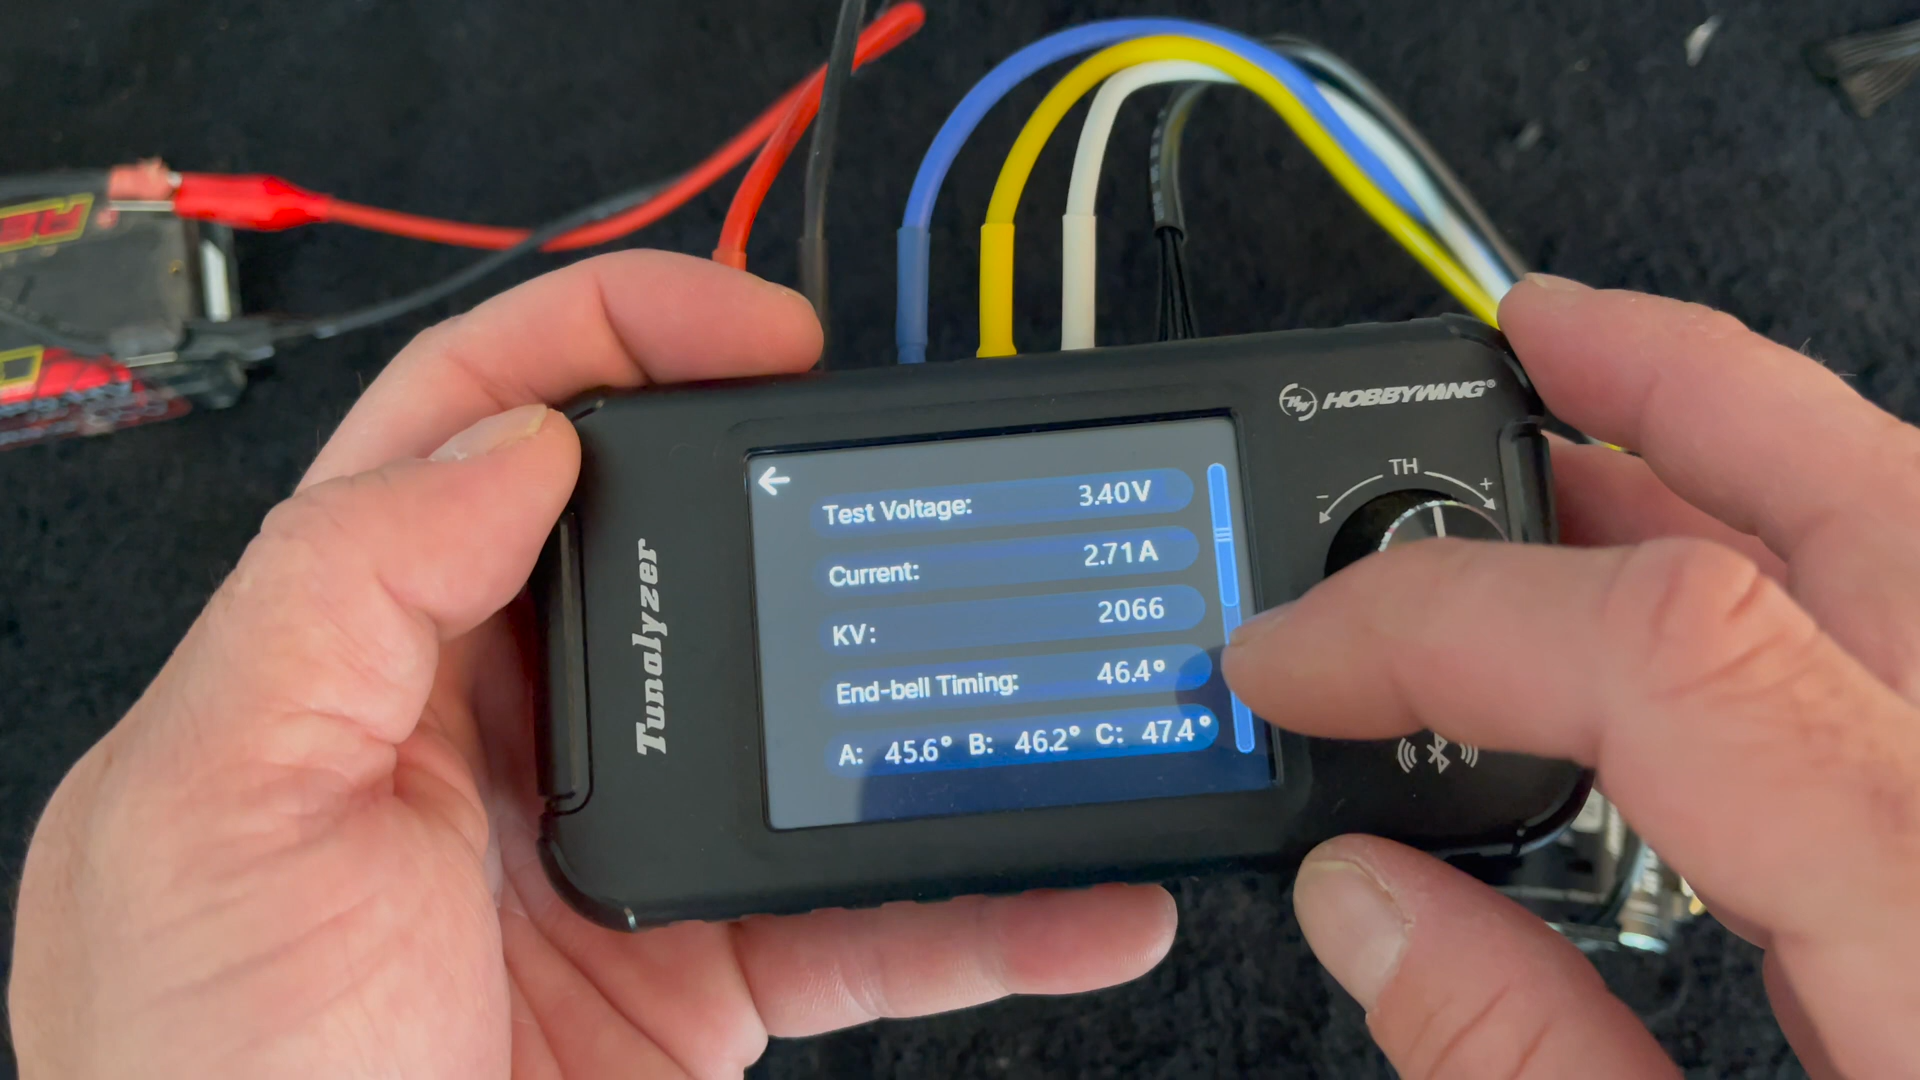 HOBBYWING®
TH
- +
Tunalyzer
Test Voltage: 3.40V
Current: 2.71A
KV: 2066
End-bell Timing: 46.4°
A: 45.6° B: 46.2° C: 47.4°